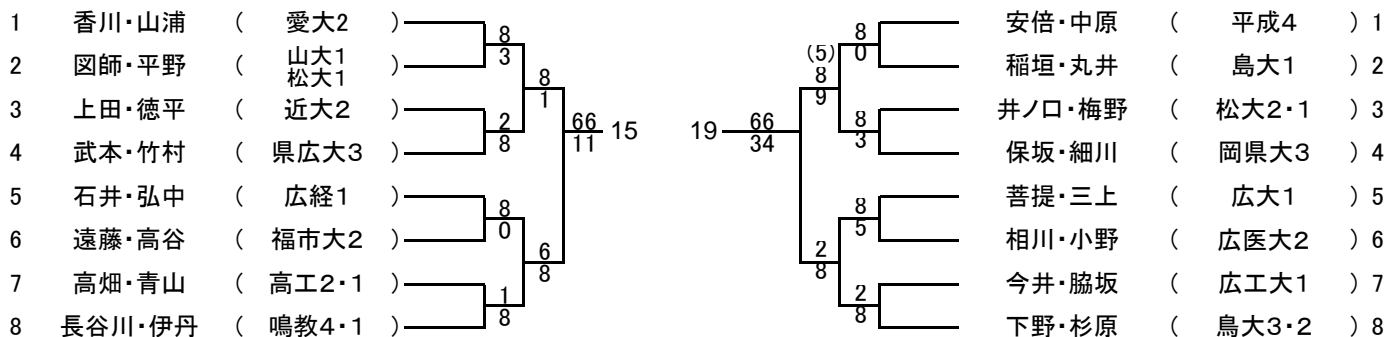 1 香川・山浦 ( 愛大2 )
2 図師・平野 ( 山大1 松大1 )
3 上田・徳平 ( 近大2 )
4 武本・竹村 ( 県広大3 )
5 石井・弘中 ( 広経1 )
6 遠藤・高谷 ( 福市大2 )
7 高畑・青山 ( 高工2・1 )
8 長谷川・伊丹 ( 鳴教4・1 )
8
3
2
8
8
0
1
8
8
1
6
8
66
11
15
19
66
34
(5)
8
9
2
8
8
0
8
3
8
5
2
8
安倍・中原 ( 平成4 ) 1
稲垣・丸井 ( 島大1 ) 2
井ノ口・梅野 ( 松大2・1 ) 3
保坂・細川 ( 岡県大3 ) 4
菩提・三上 ( 広大1 ) 5
相川・小野 ( 広医大2 ) 6
今井・脇坂 ( 広工大1 ) 7
下野・杉原 ( 鳥大3・2 ) 8